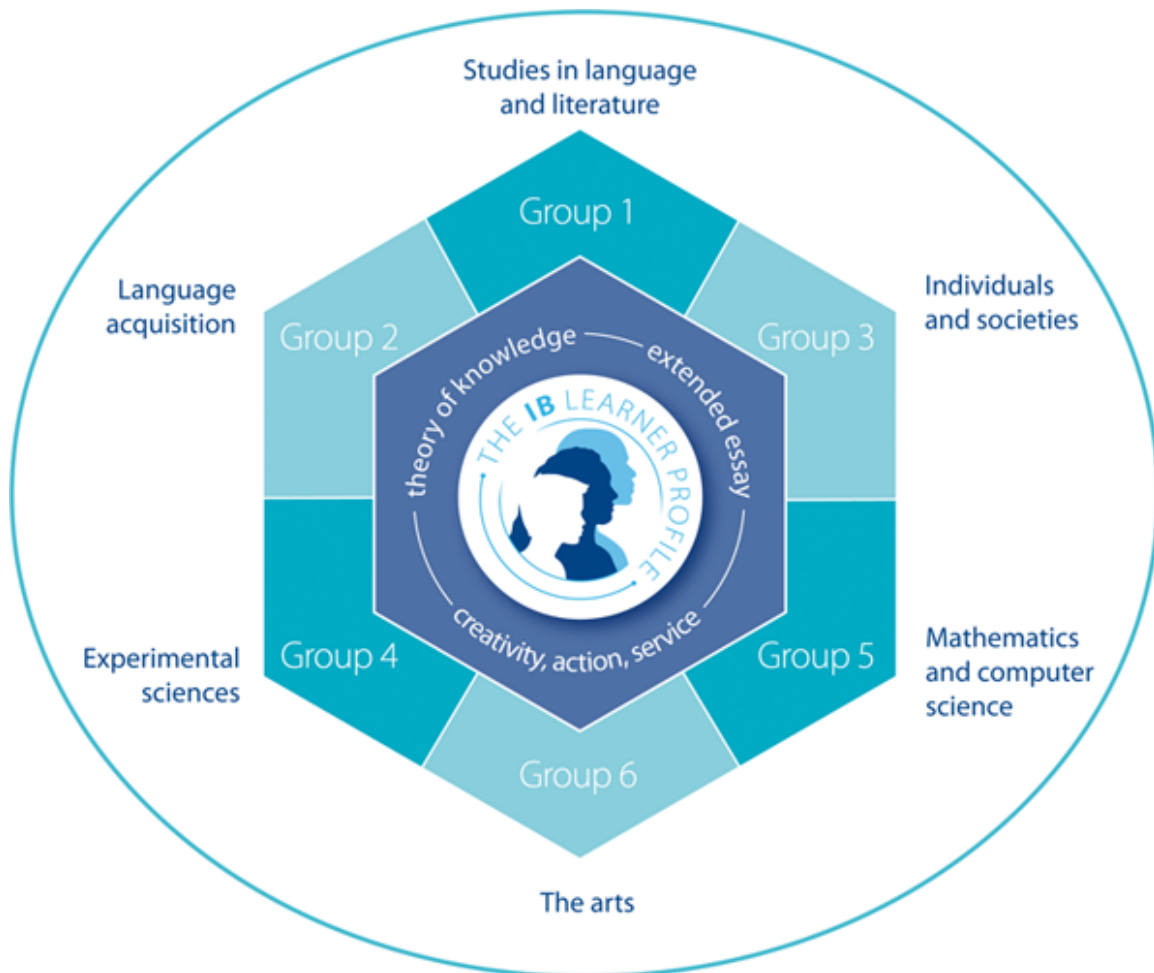 Studies in language
and literature
Group 1
Language
acquisition
Group 2
Group 3
Individuals
and societies
theory of knowledge
extended essay
THE IB LEARNER PROFILE
creativity, action, service
Experimental
sciences
Group 4
Group 5
Mathematics
and computer
science
Group 6
The arts